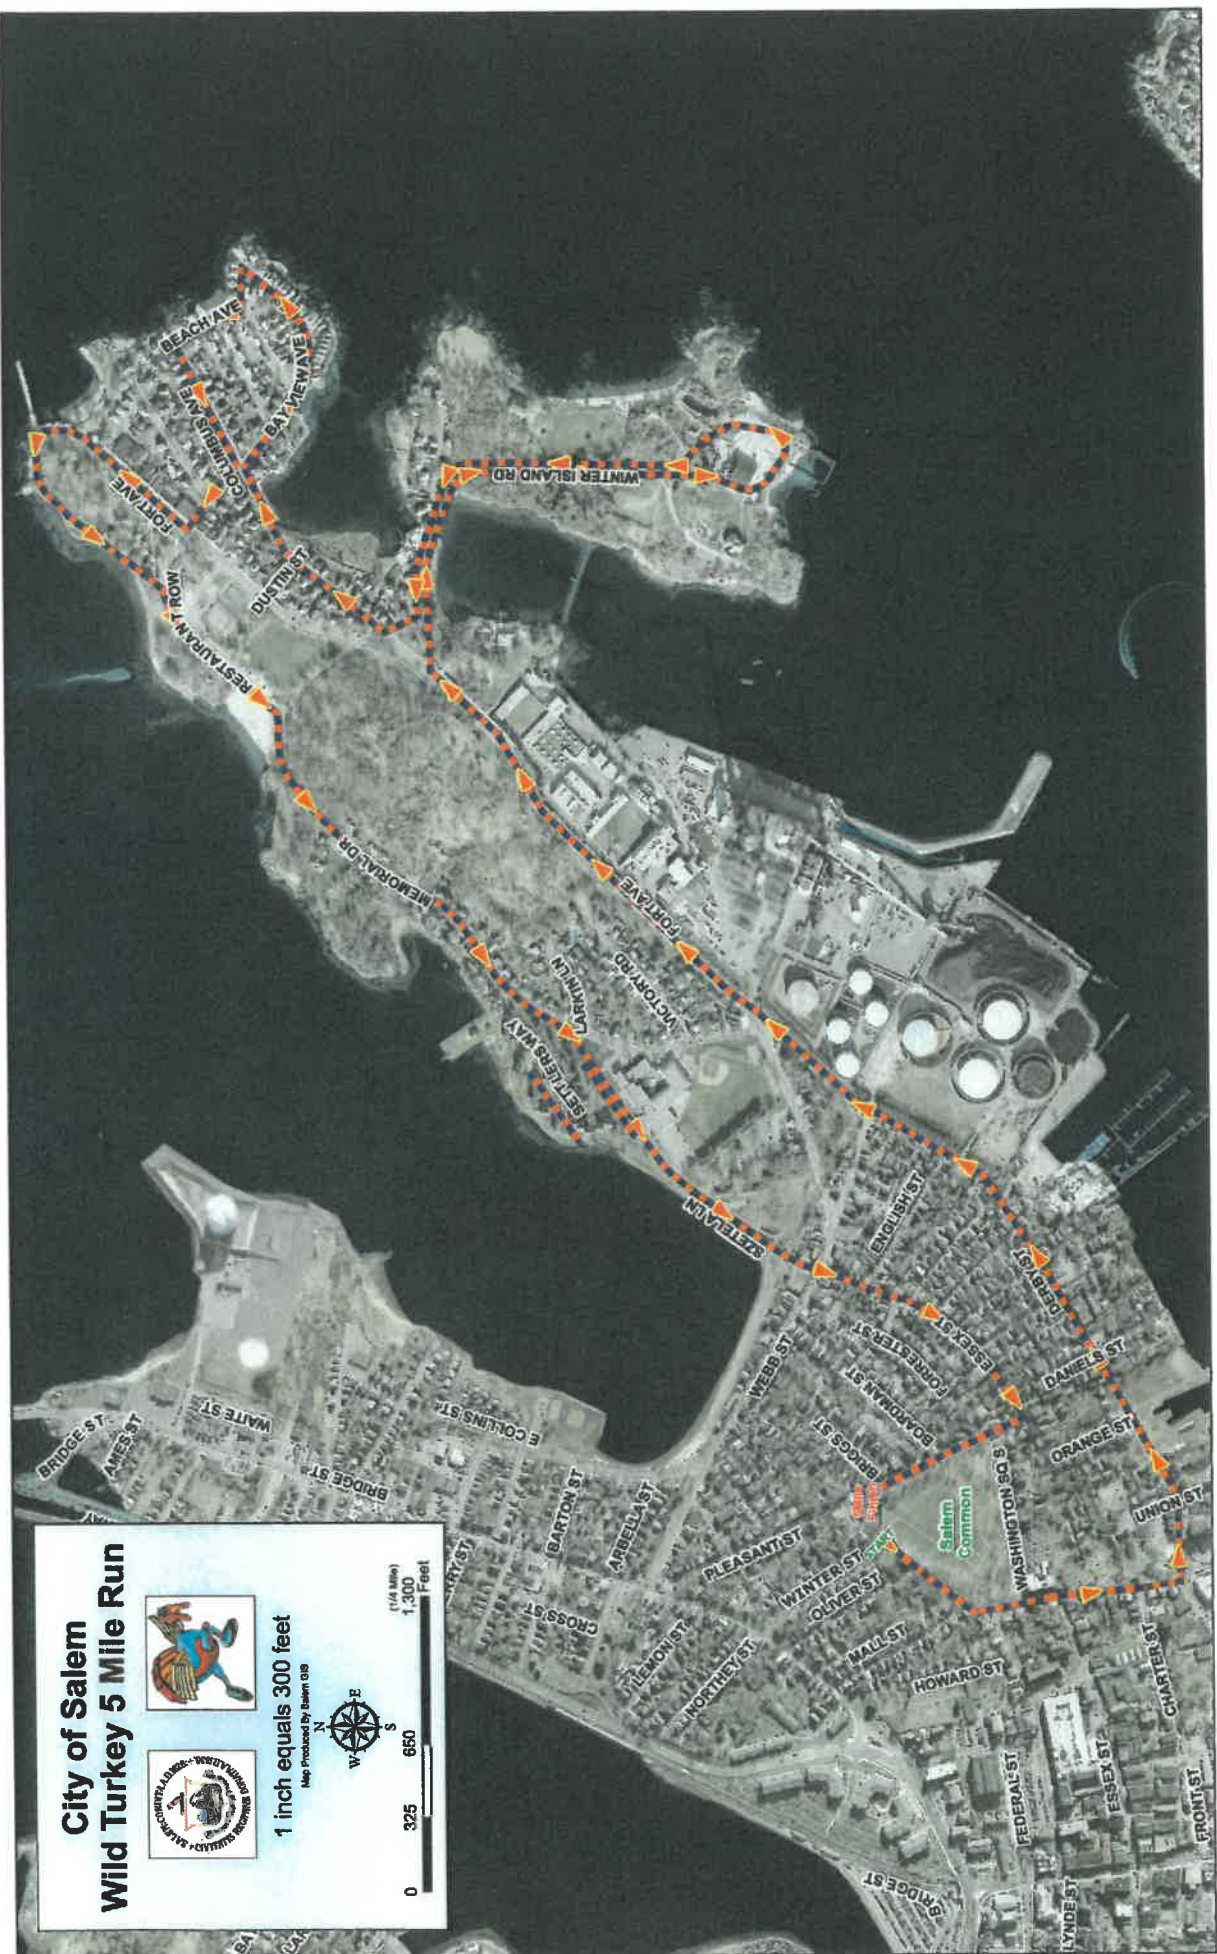 City of Salem
Wild Turkey 5 Mile Run
1 inch equals 300 feet
Map Produced By Salem GIS
N
W
E
S
(1/4 Mile)
0
325
650
1,300
Feet
BEACH AVE
COLUMBUS AVE
BAY VIEW AVE
FORT AVE
DUSTIN ST
RESTAURANT ROW
WINTER ISLAND RD
MEMORIAL DR
FORT AVE
VICTORY RD
LARKIN LN
SETTLERS WAY
SZETELA LN
ENGLISH ST
DERBY ST
ESSEX ST
FORRESTER ST
BOARDMAN ST
BRIGGS ST
WEBB ST
DANIELS ST
ORANGE ST
UNION ST
WASHINGTON SQ S
Salem
Common
START
PLEASANT ST
WINTER ST
OLIVER ST
MALL ST
HOWARD ST
NORTHEY ST
LEMON ST
CROSS ST
ARBELLA ST
BARTON ST
E COLLINS ST
BRIDGE ST
WAITE ST
AMES ST
BRIDGE ST
RRY ST
CHARTER ST
ESSEX ST
FRONT ST
FEDERAL ST
LYNDE ST
BRIDGE ST